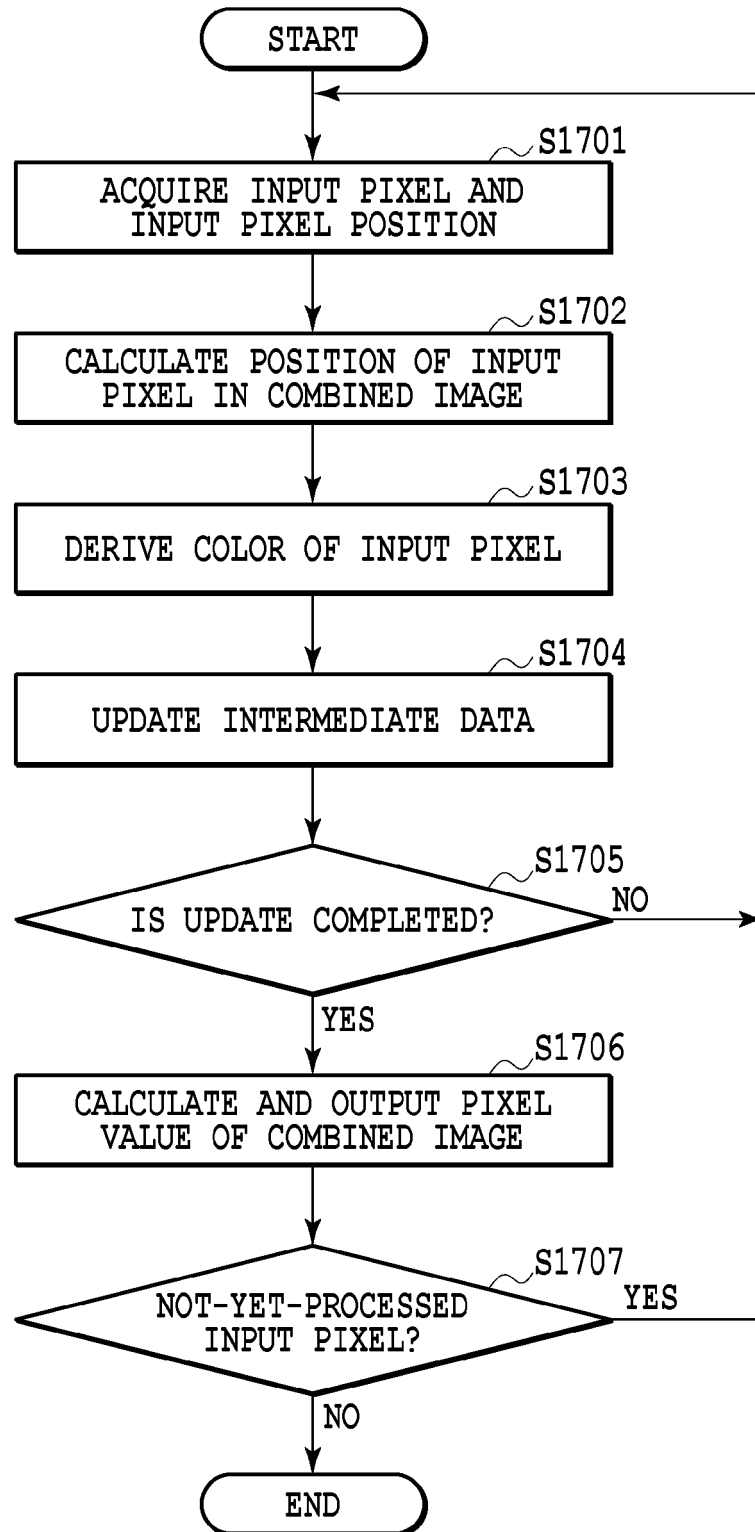 START
S1701
ACQUIRE INPUT PIXEL AND
INPUT PIXEL POSITION
S1702
CALCULATE POSITION OF INPUT
PIXEL IN COMBINED IMAGE
S1703
DERIVE COLOR OF INPUT PIXEL
S1704
UPDATE INTERMEDIATE DATA
S1705
IS UPDATE COMPLETED?
NO
YES
S1706
CALCULATE AND OUTPUT PIXEL
VALUE OF COMBINED IMAGE
S1707
NOT-YET-PROCESSED
INPUT PIXEL?
YES
NO
END